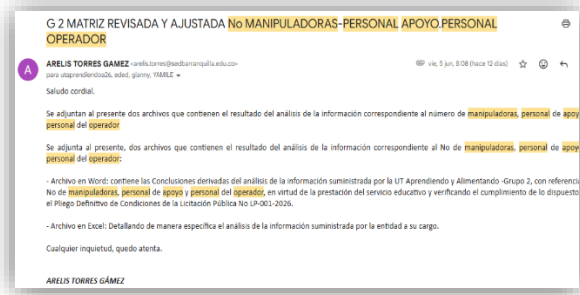 G 2 MATRIZ REVISADA Y AJUSTADA No MANIPULADORAS-PERSONAL APOYO.PERSONAL
OPERADOR
A
ARELIS TORRES GAMEZ <arelis.torres@sedbarranquilla.edu.co>
vie, 5 jun, 8:08 (hace 12 días)
para utaprendiendoa26, eded, gianny, YAMILE
Saludo cordial.
Se adjuntan al presente dos archivos que contienen el resultado del análisis de la información correspondiente al número de manipuladoras, personal de apoy
personal del operador
Se adjunta al presente, dos archivos que contienen el resultado del análisis de la información correspondiente al No de manipuladoras, personal de apoy
personal del operador:
- Archivo en Word: contiene las Conclusiones derivadas del análisis de la información suministrada por la UT Aprendiendo y Alimentando -Grupo 2, con referencia
No de manipuladoras, personal de apoyo y personal del operador, en virtud de la prestación del servicio educativo y verificando el cumplimiento de lo dispuesto
el Pliego Definitivo de Condiciones de la Licitación Pública No LP-001-2026.
- Archivo en Excel: Detallando de manera específica el análisis de la información suministrada por la entidad a su cargo.
Cualquier inquietud, quedo atenta.
ARELIS TORRES GÁMEZ